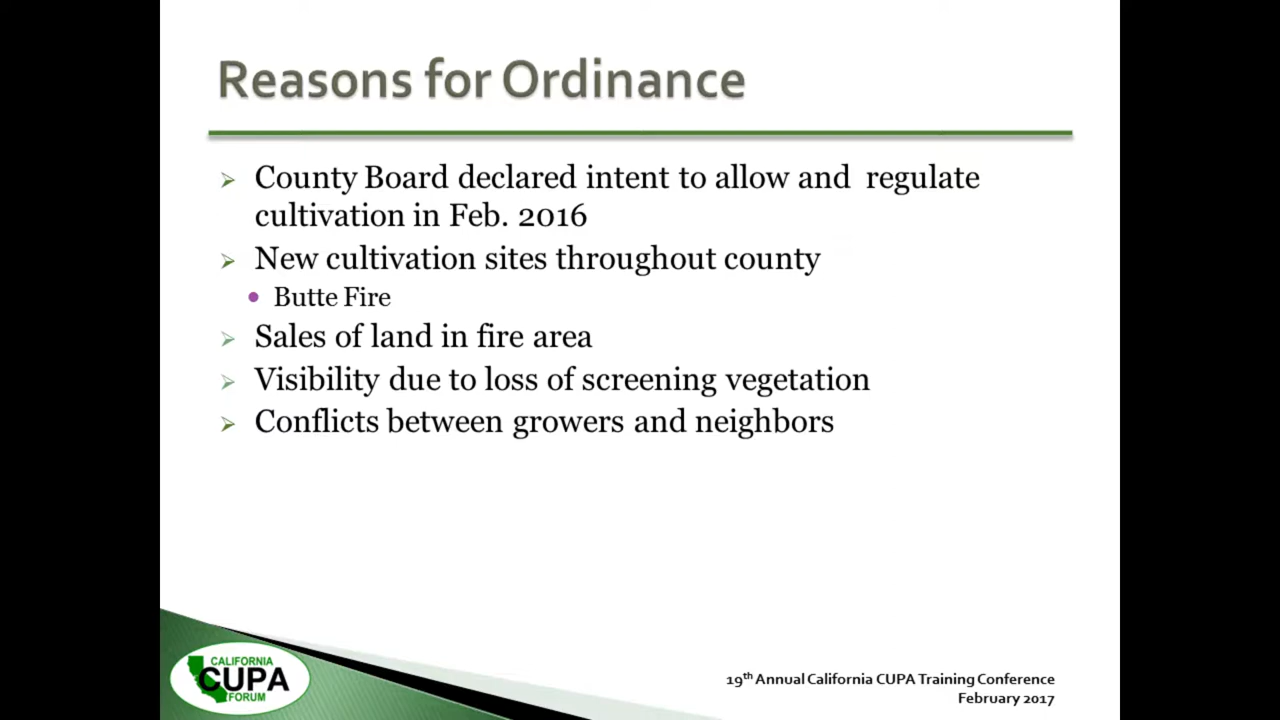 Reasons for Ordinance
County Board declared intent to allow and regulate
cultivation in Feb. 2016
New cultivation sites throughout county
Butte Fire
Sales of land in fire area
Visibility due to loss of screening vegetation
Conflicts between growers and neighbors
CALIFORNIA
CUPA
FORUM
19th Annual California CUPA Training Conference
February 2017